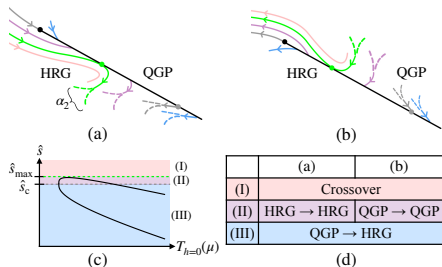 HRG
QGP
α₂
(a)
HRG
QGP
(b)
ŝ
ŝmax
ŝc
(I)
(II)
(III)
T_{h=0}(μ)
(c)
(a) (b)
(I) Crossover
(II) HRG → HRG QGP → QGP
(III) QGP → HRG
(d)